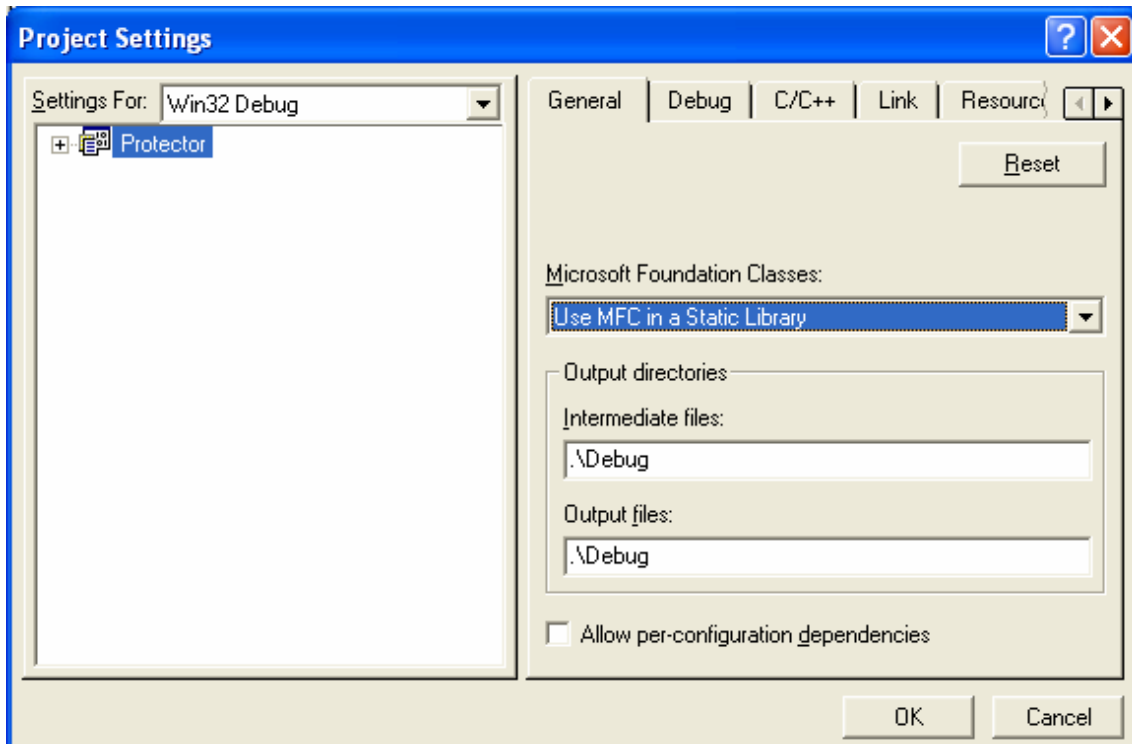 Project Settings
Settings For: Win32 Debug
Protector
General Debug C/C++ Link
Reset
Microsoft Foundation Classes:
Use MFC in a Static Library
Output directories
Intermediate files:
.\Debug
Output files:
.\Debug
Allow per-configuration dependencies
OK Cancel